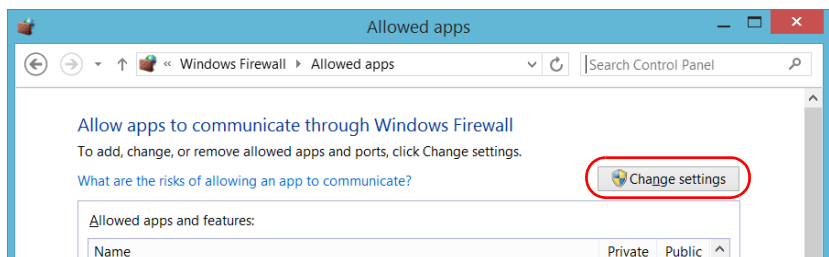 Allowed apps
« Windows Firewall ▸ Allowed apps
Search Control Panel
Allow apps to communicate through Windows Firewall
To add, change, or remove allowed apps and ports, click Change settings.
What are the risks of allowing an app to communicate?
Change settings
Allowed apps and features:
Name Private Public